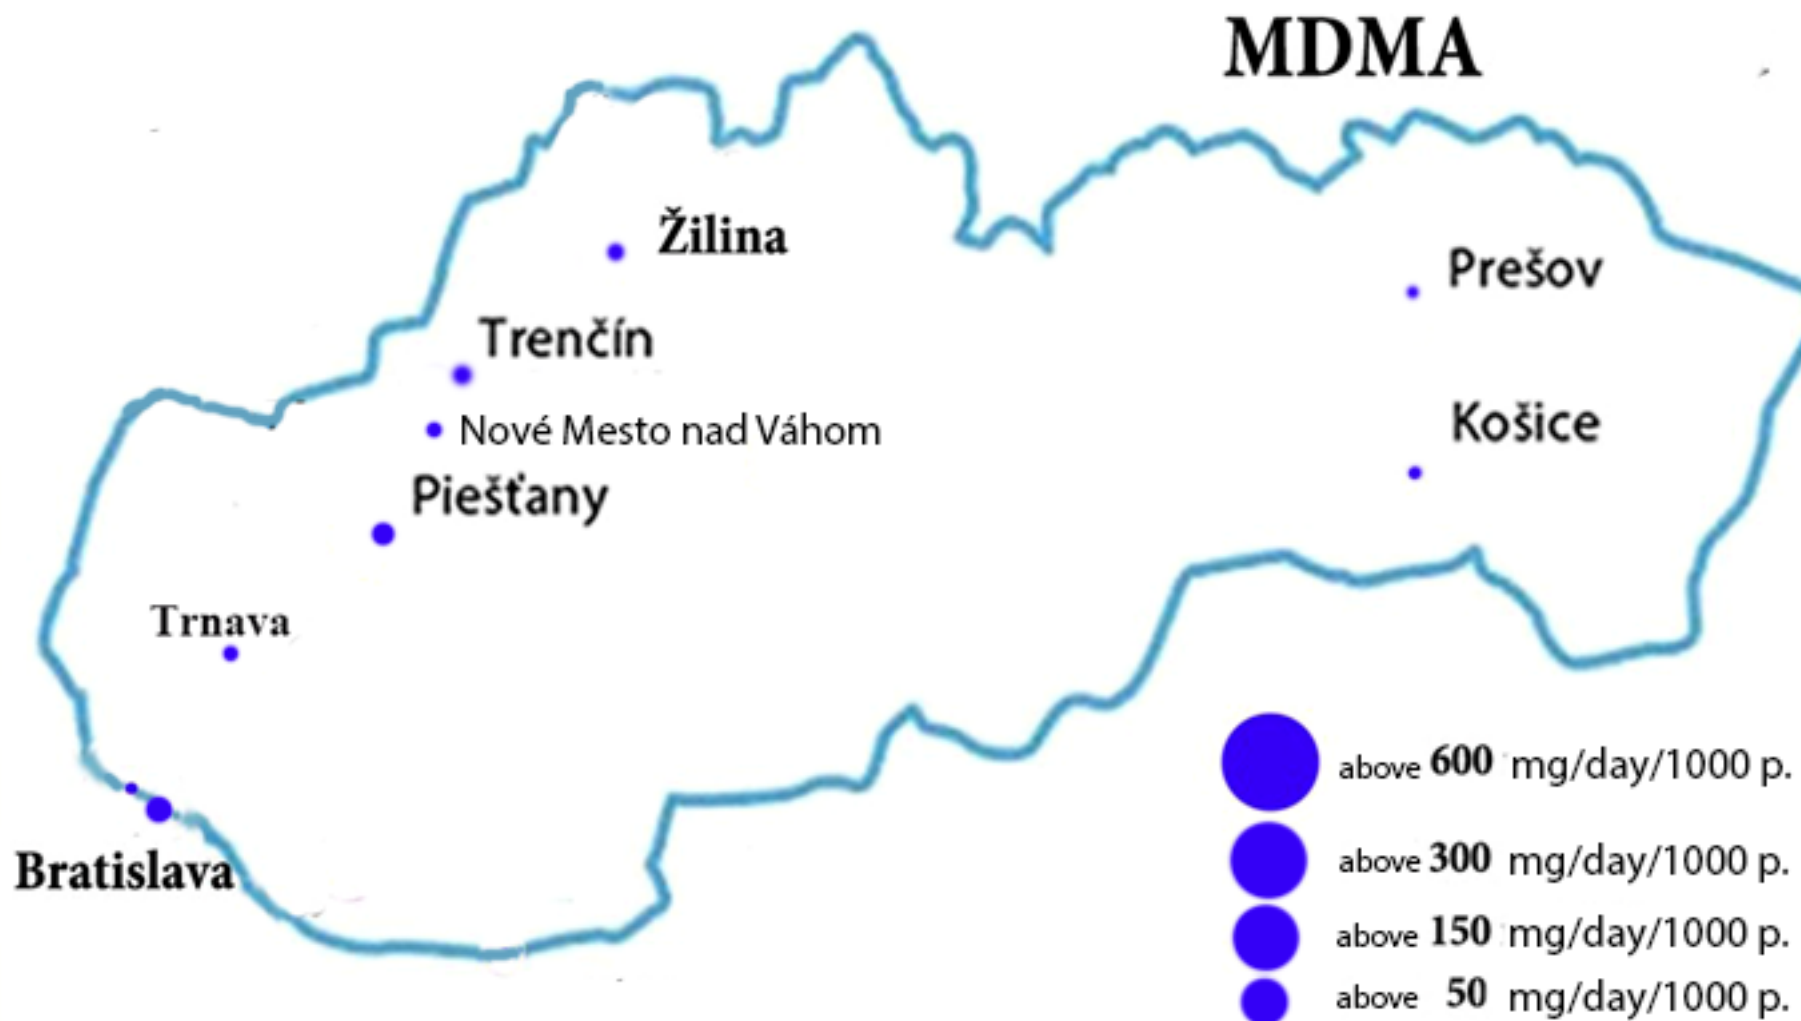 MDMA
Žilina
Prešov
Trenčín
Nové Mesto nad Váhom
Košice
Piešťany
Trnava
Bratislava
above 600 mg/day/1000 p.
above 300 mg/day/1000 p.
above 150 mg/day/1000 p.
above 50 mg/day/1000 p.